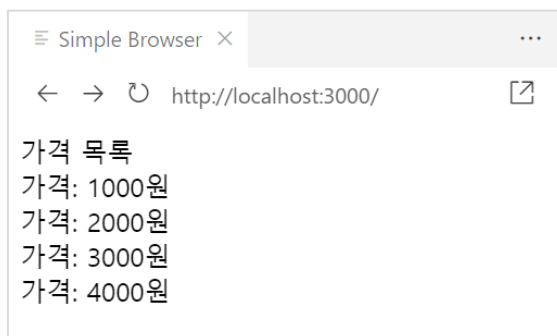 Simple Browser
http://localhost:3000/
가격 목록
가격: 1000원
가격: 2000원
가격: 3000원
가격: 4000원